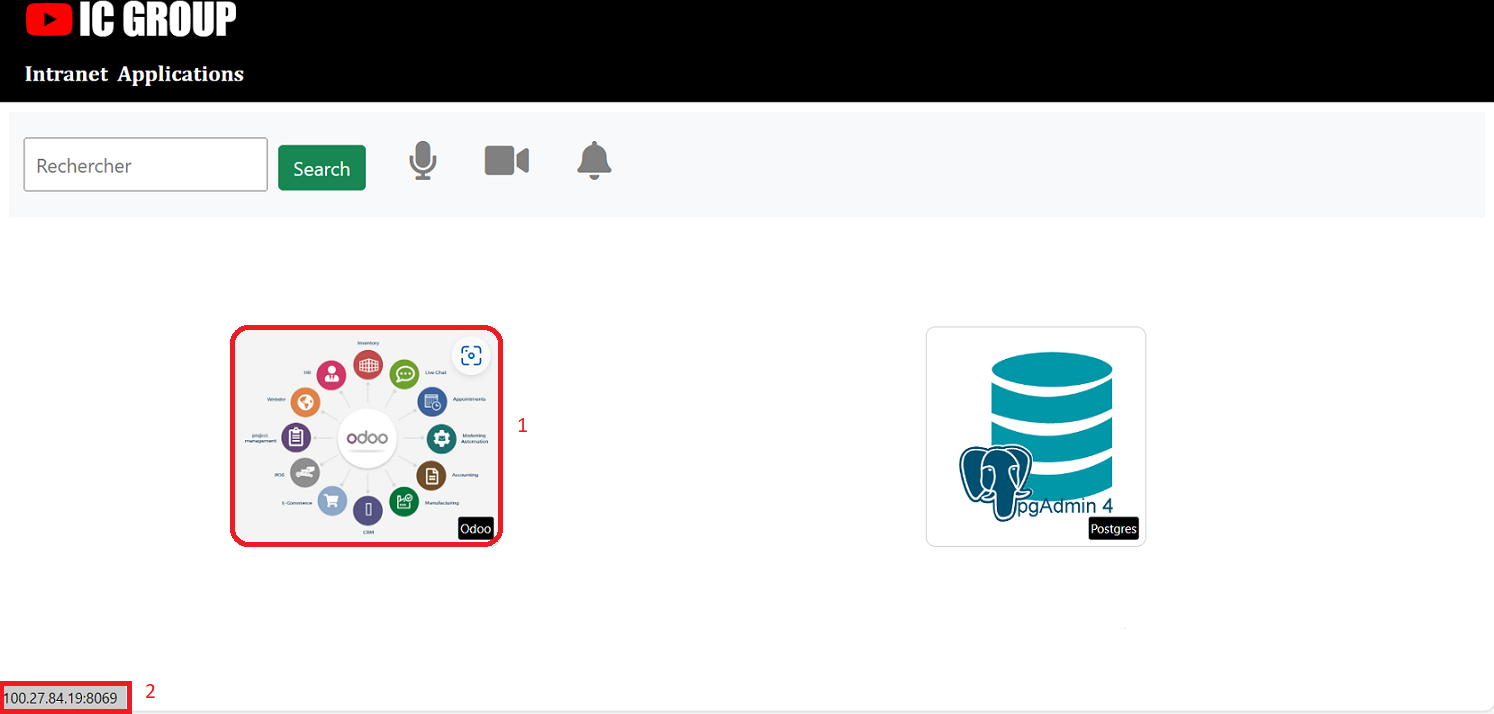 IC GROUP
Intranet Applications
Rechercher
Search
Inventory
HR
Live Chat
Website
Appointments
project
management
Marketing
Automation
odoo
POS
Accounting
E-Commerce
Manufacturing
CRM
Odoo
1
pgAdmin 4
Postgres
100.27.84.19:8069
2